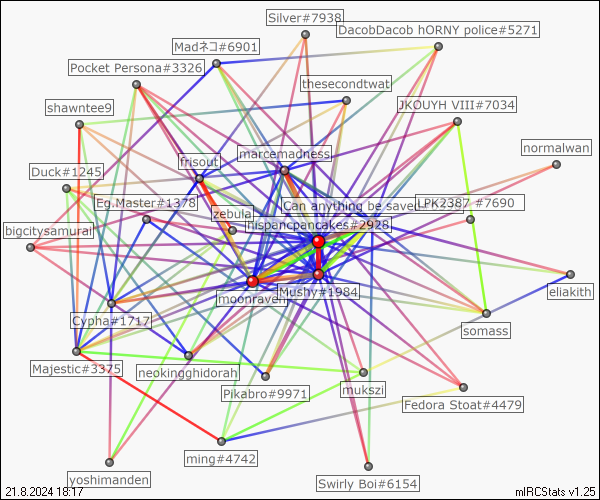 Silver#7938
DacobDacob hORNY police#5271
Madネコ#6901
Pocket Persona#3326
thesecondtwat
shawntee9
JKOUYH VIII#7034
normalwan
marcemadness
frisout
Duck#1245
Eg.Master#1378
zebula
Can anything be saved
LPK2387 #7690
hispancpancakes#2928
bigcitysamurai
moonraven
Mushy#1984
eliakith
Cypha#1717
somass
Majestic#3375
neokingghidorah
Pikabro#9971
mukszi
Fedora Stoat#4479
ming#4742
yoshimanden
Swirly Boi#6154
21.8.2024 18:17
mIRCStats v1.25